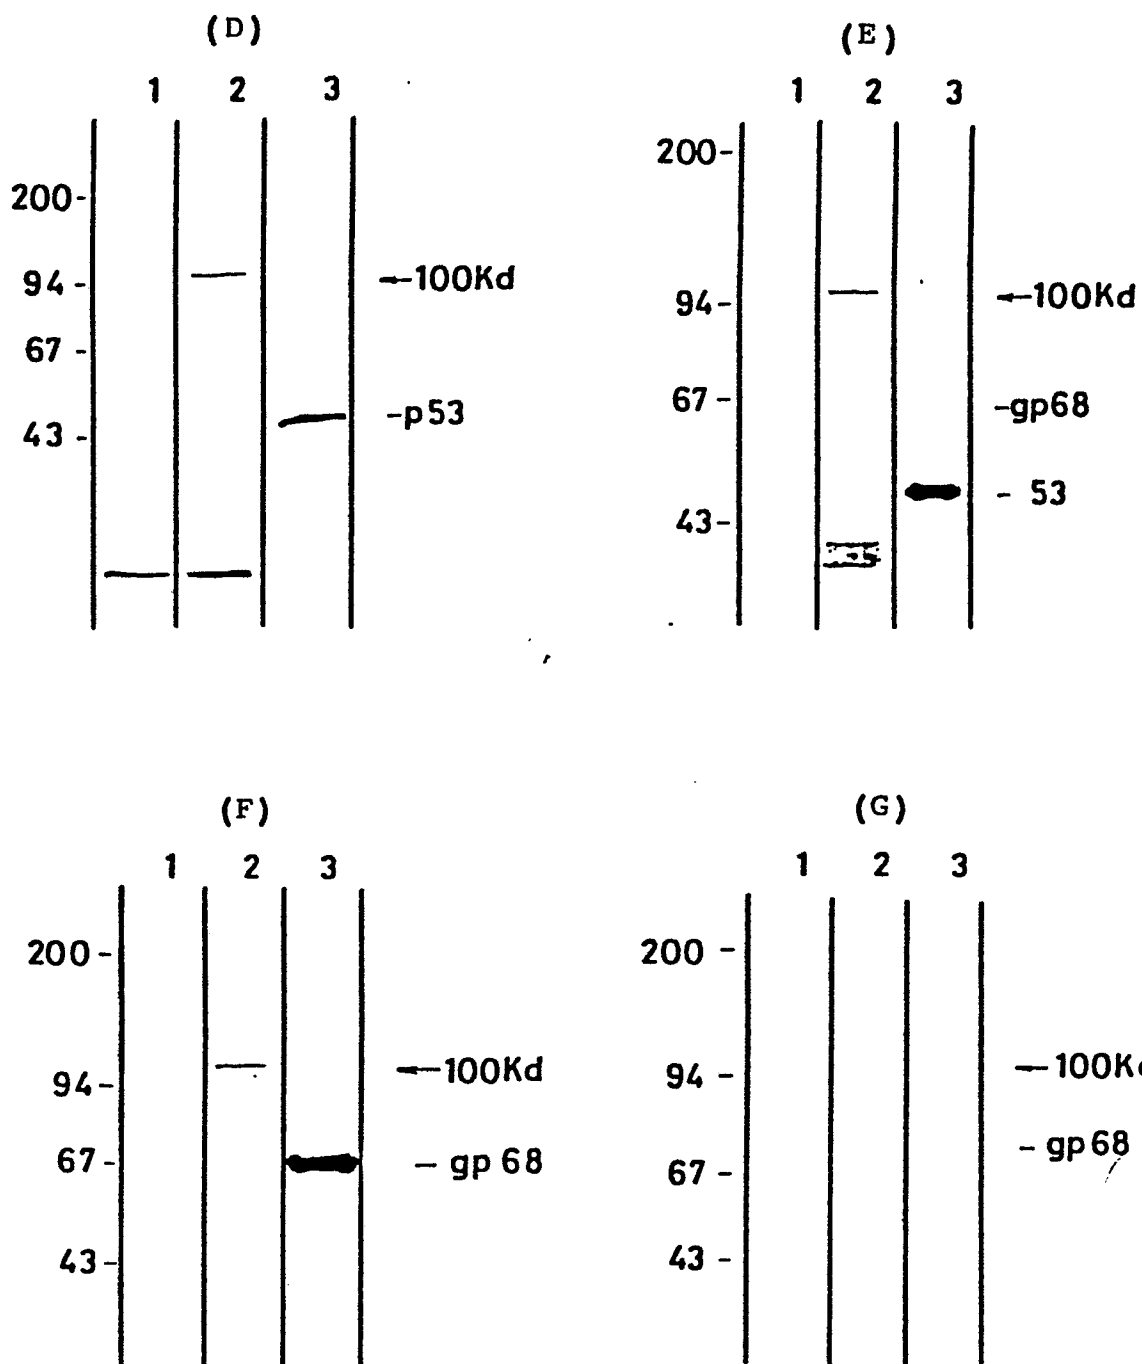 (D)
1 2 3
200-
94-
67-
43-
←100Kd
-p53
(E)
1 2 3
200-
94-
67-
43-
←100Kd
-gp68
- 53
(F)
1 2 3
200-
94-
67-
43-
←100Kd
- gp 68
(G)
1 2 3
200-
94-
67-
43-
←100Kd
- gp 68